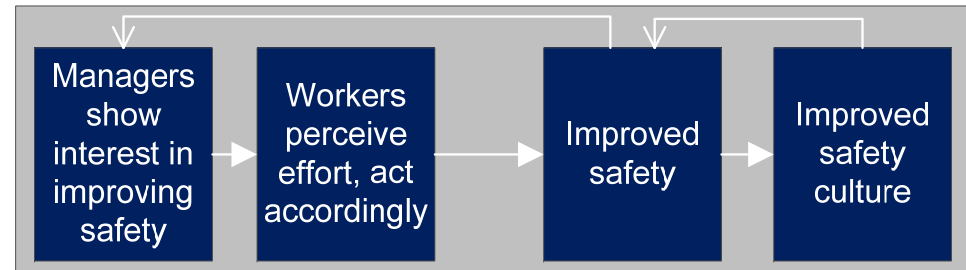 Managers
show
interest in
improving
safety
Workers
perceive
effort, act
accordingly
Improved
safety
Improved
safety
culture